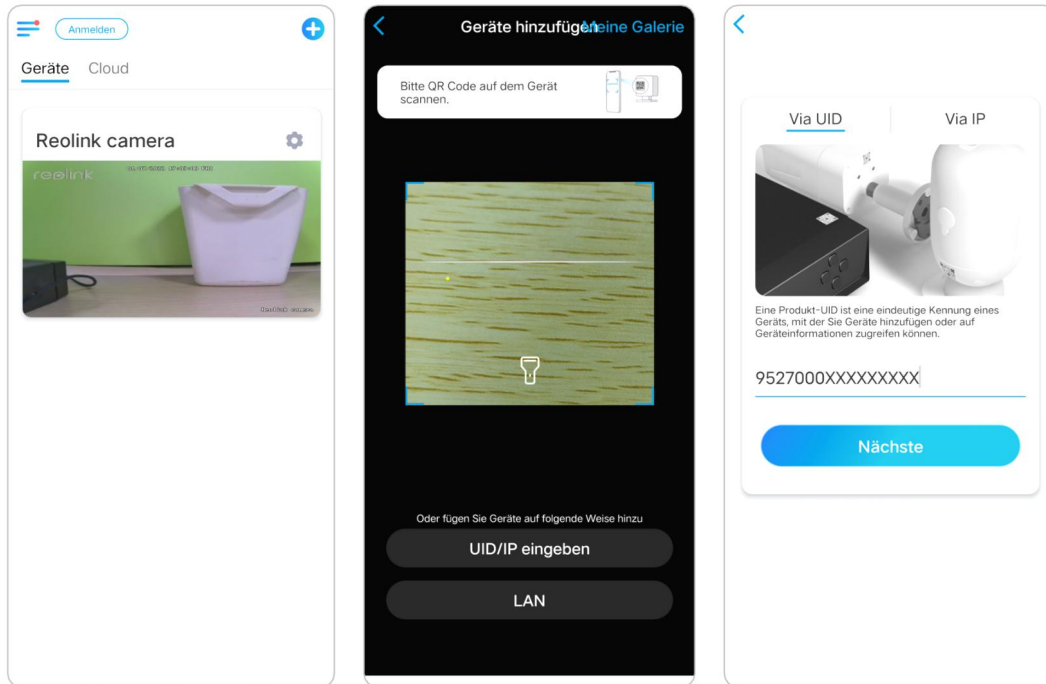 Anmelden
Geräte Cloud
Reolink camera
reolink
Reolink camera
Geräte hinzufügen
Meine Galerie
Bitte QR Code auf dem Gerät
scannen.
Oder fügen Sie Geräte auf folgende Weise hinzu
UID/IP eingeben
LAN
Via UID Via IP
Eine Produkt-UID ist eine eindeutige Kennung eines
Geräts, mit der Sie Geräte hinzufügen oder auf
Geräteinformationen zugreifen können.
9527000XXXXXXXXX
Nächste